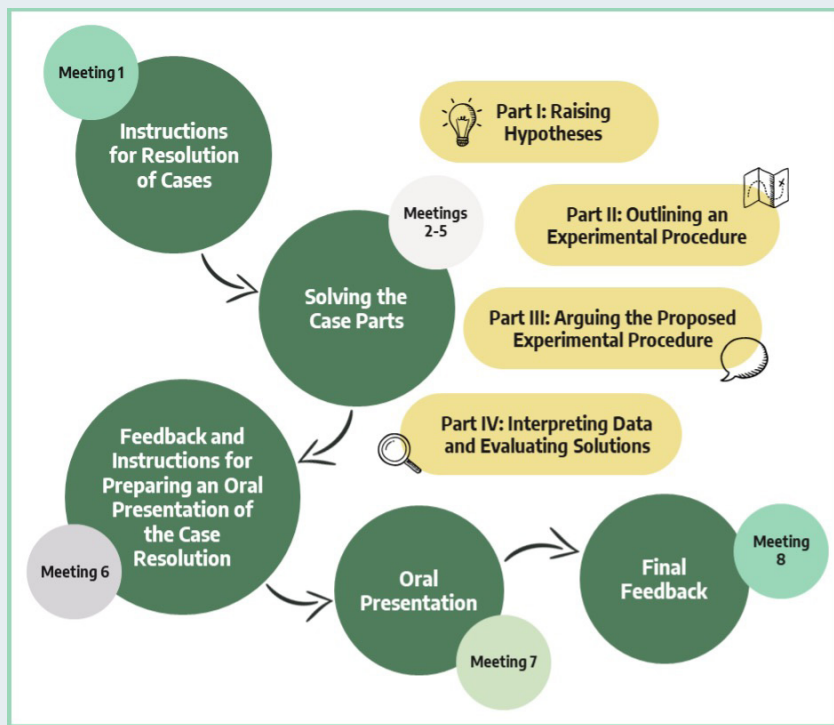 Meeting 1
Instructions
for Resolution
of Cases
Part I: Raising
Hypotheses
Meetings
2-5
Part II: Outlining an
Experimental Procedure
Solving the
Case Parts
Part III: Arguing the Proposed
Experimental Procedure
Part IV: Interpreting Data
and Evaluating Solutions
Feedback and
Instructions for
Preparing an Oral
Presentation of
the Case
Resolution
Meeting 6
Oral
Presentation
Meeting 7
Final
Feedback
Meeting
8